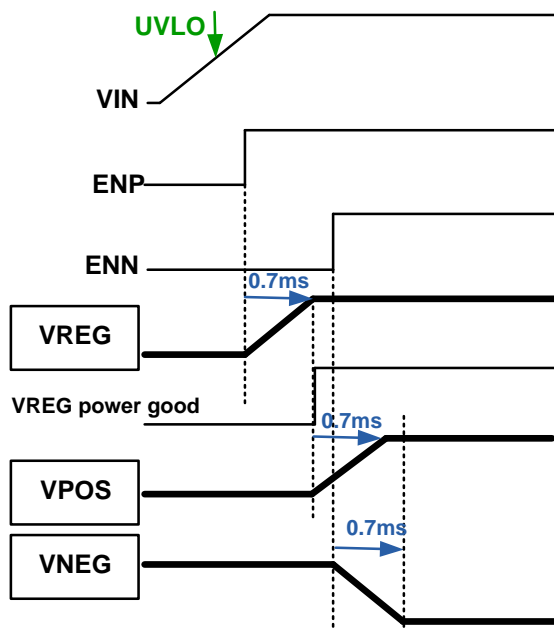 UVLO
VIN
ENP
ENN
0.7ms
VREG
VREG power good
0.7ms
VPOS
0.7ms
VNEG